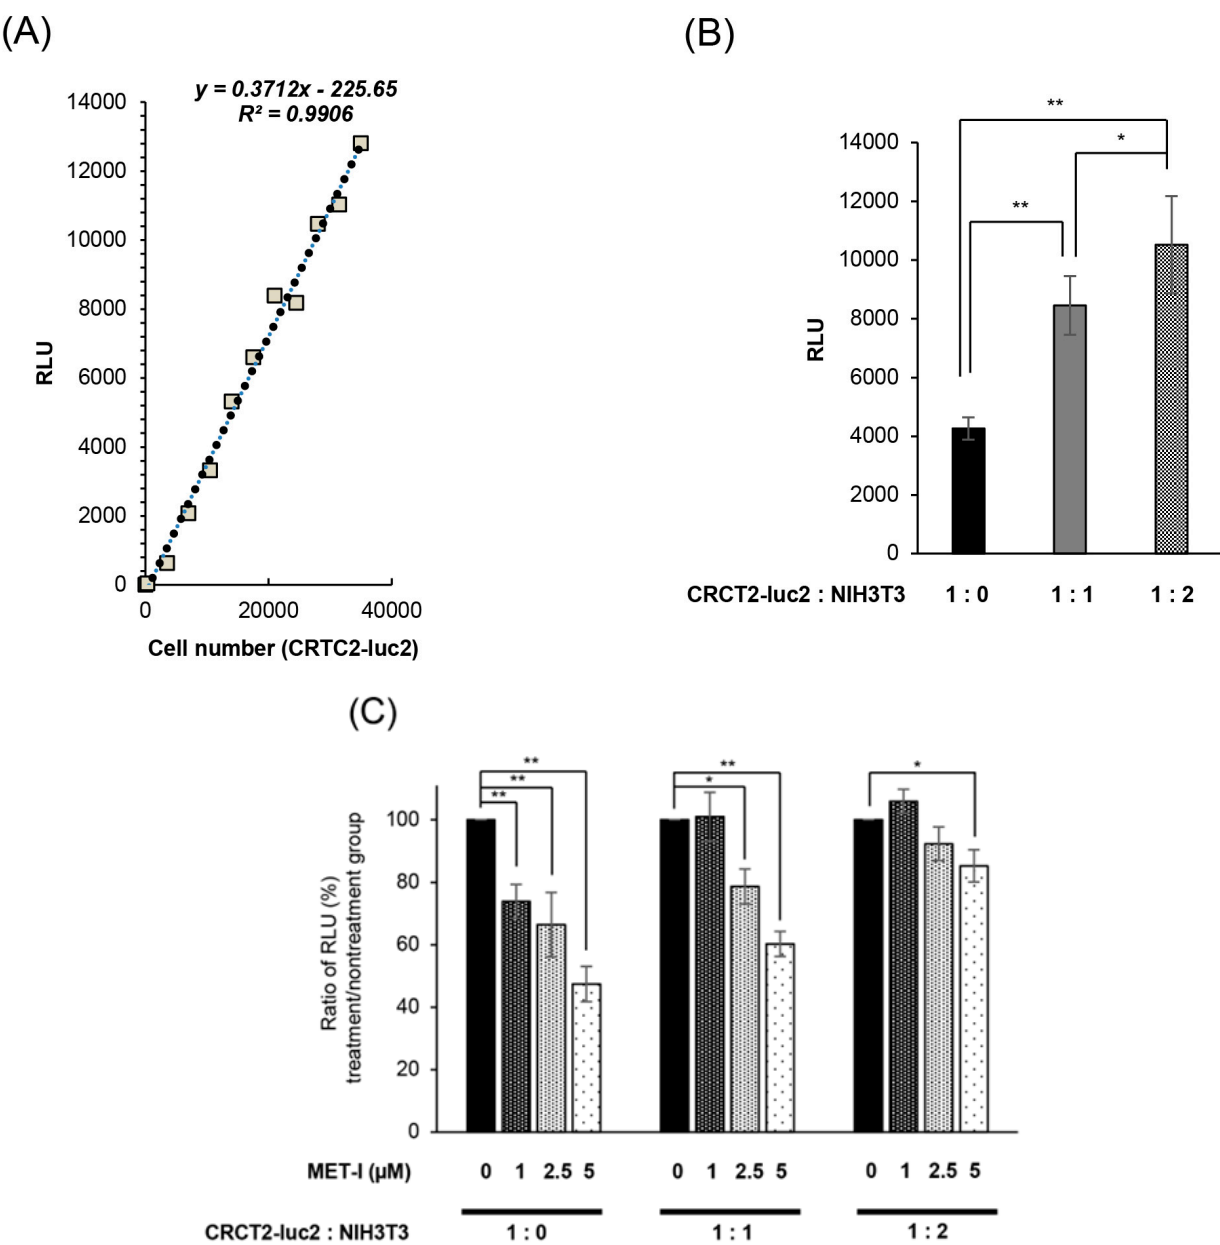 (A)
y = 0.3712x - 225.65
R² = 0.9906
14000
12000
10000
8000
6000
4000
2000
0
RLU
0 20000 40000
Cell number (CRTC2-luc2)
(B)
**
*
**
14000
12000
10000
8000
6000
4000
2000
0
RLU
CRCT2-luc2 : NIH3T3 1 : 0 1 : 1 1 : 2
(C)
**
**
**
**
*
*
100
80
60
40
20
0
Ratio of RLU (%)
treatment/nontreatment group
MET-I (µM) 0 1 2.5 5 0 1 2.5 5 0 1 2.5 5
CRCT2-luc2 : NIH3T3 1 : 0 1 : 1 1 : 2